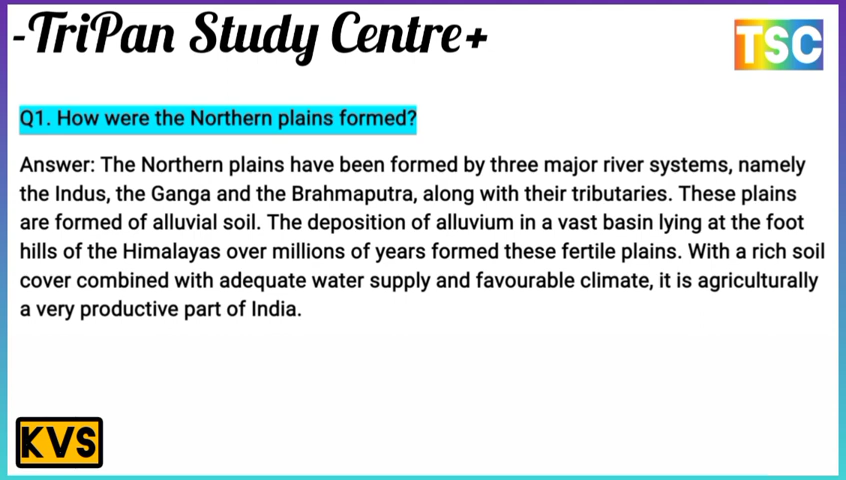 -TriPan Study Centre+
TSC
Q1. How were the Northern plains formed?
Answer: The Northern plains have been formed by three major river systems, namely
the Indus, the Ganga and the Brahmaputra, along with their tributaries. These plains
are formed of alluvial soil. The deposition of alluvium in a vast basin lying at the foot
hills of the Himalayas over millions of years formed these fertile plains. With a rich soil
cover combined with adequate water supply and favourable climate, it is agriculturally
a very productive part of India.
KVS